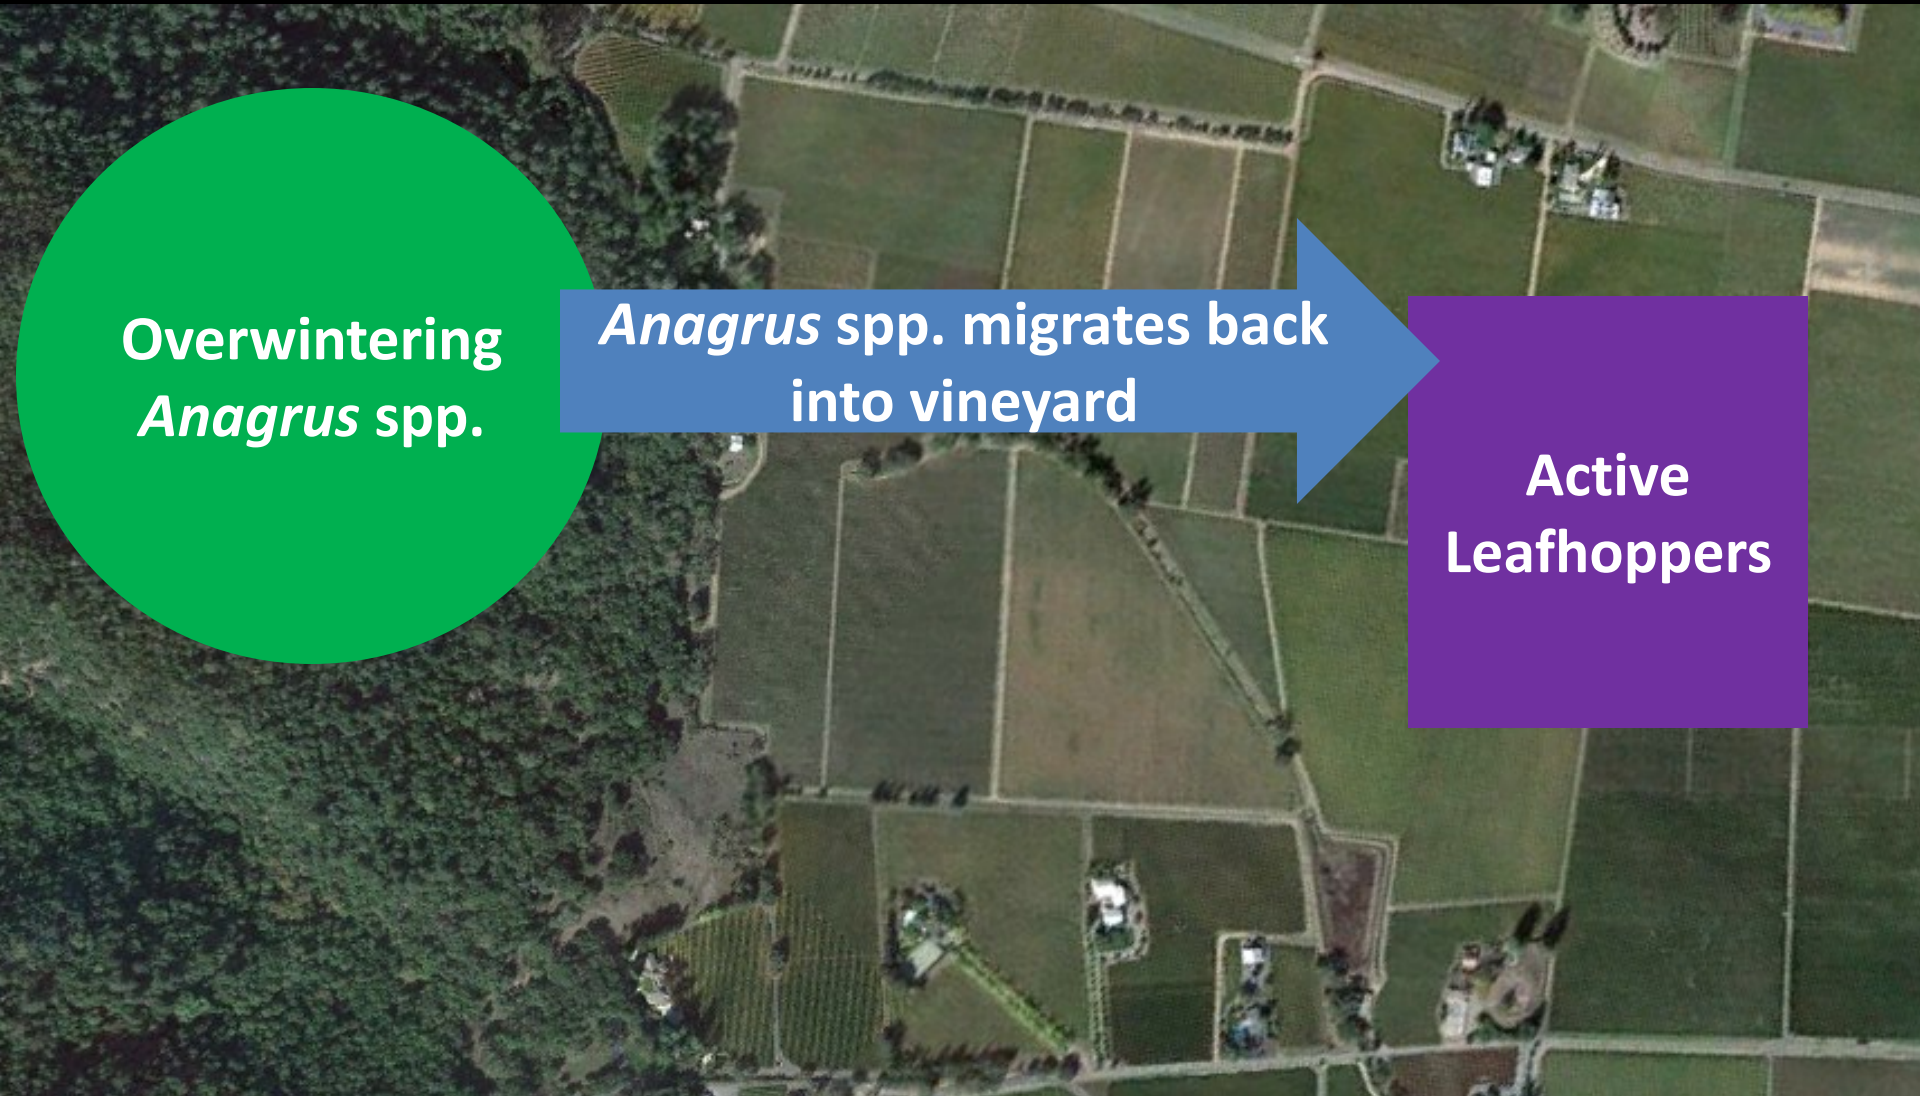 Overwintering
Anagrus spp.
Anagrus spp. migrates back
into vineyard
Active
Leafhoppers